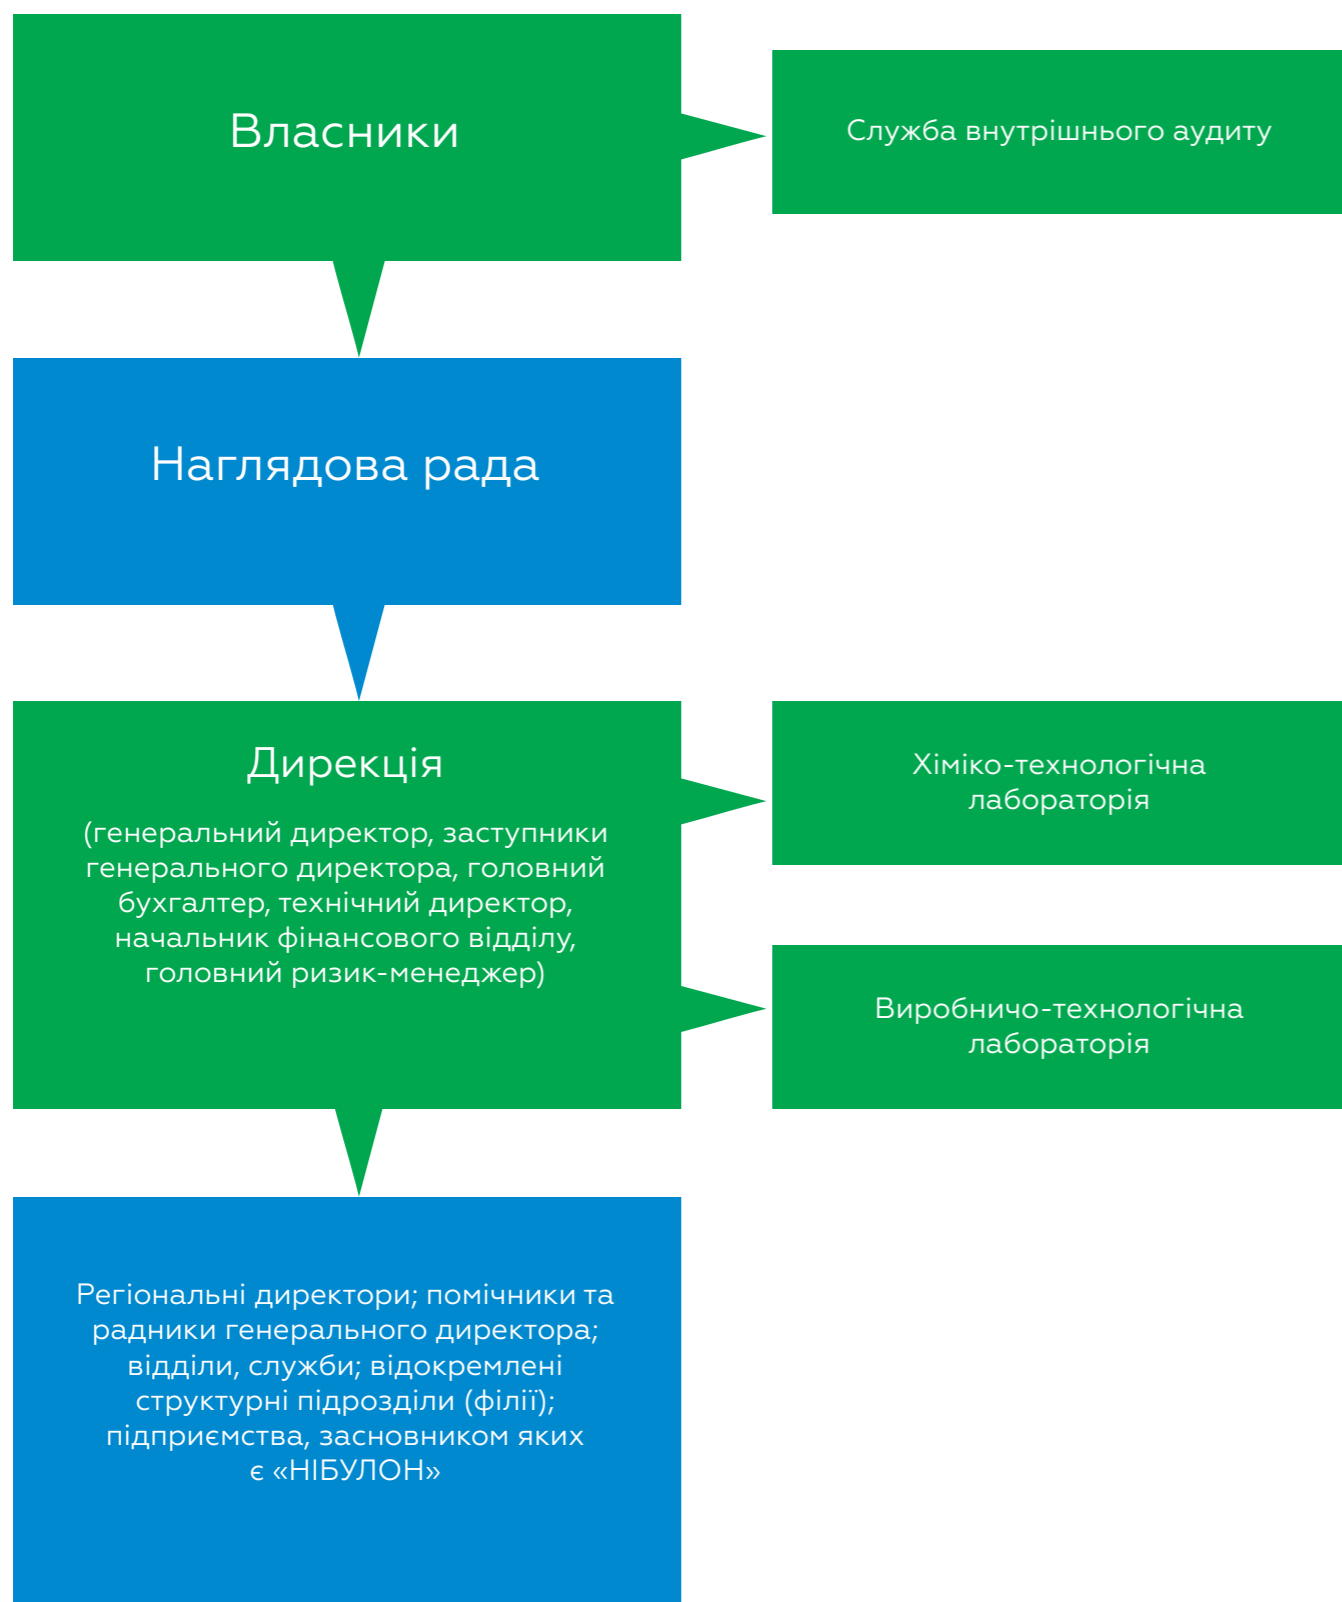 Власники
Служба внутрішнього аудиту
Наглядова рада
Дирекція
(генеральний директор, заступники
генерального директора, головний
бухгалтер, технічний директор,
начальник фінансового відділу,
головний ризик-менеджер)
Хіміко-технологічна
лабораторія
Виробничо-технологічна
лабораторія
Регіональні директори; помічники та
радники генерального директора;
відділи, служби; відокремлені
структурні підрозділи (філії);
підприємства, засновником яких
є «НІБУЛОН»